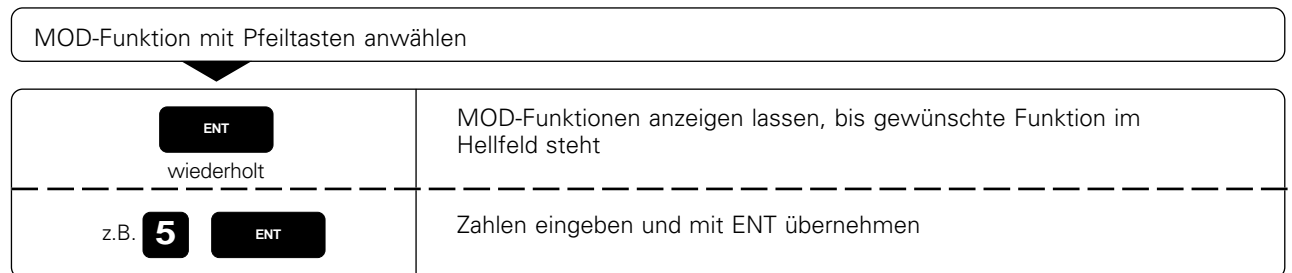 MOD-Funktion mit Pfeiltasten anwählen
ENT
wiederholt
MOD-Funktionen anzeigen lassen, bis gewünschte Funktion im
Hellfeld steht
z.B. 5 ENT
Zahlen eingeben und mit ENT übernehmen